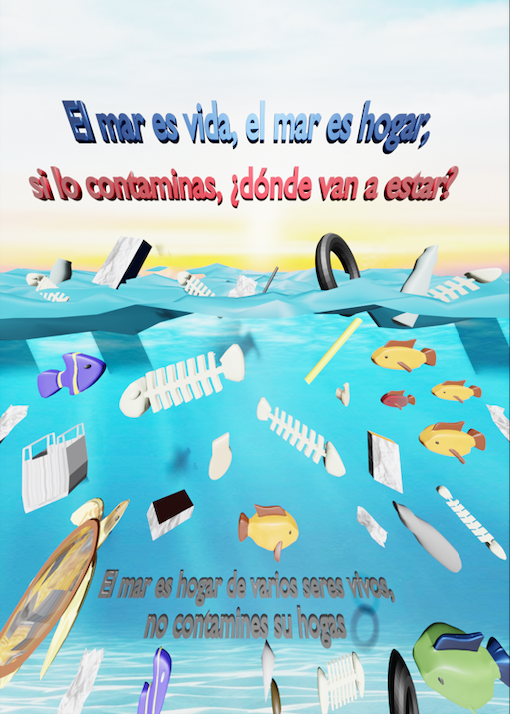 El mar es vida, el mar es hogar,
si lo contaminas, ¿dónde van a estar?
El mar es hogar de varios seres vivos,
no contamines su hogas